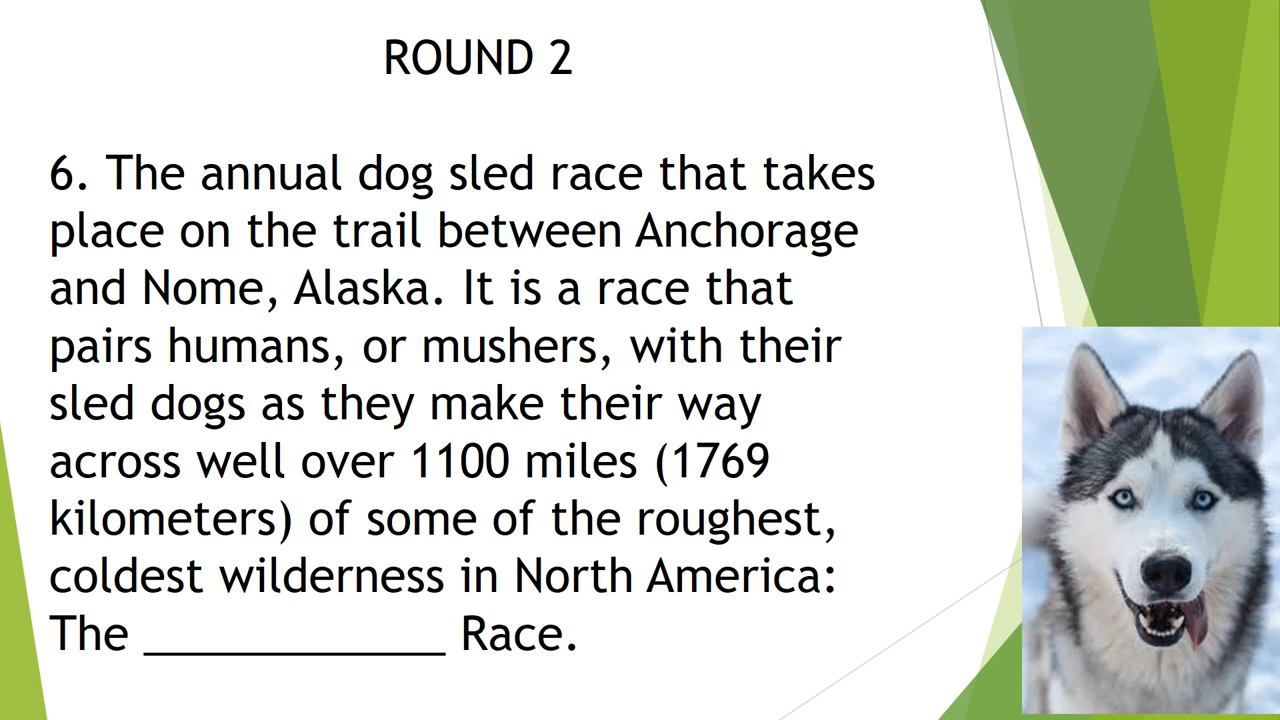 ROUND 2
6. The annual dog sled race that takes
place on the trail between Anchorage
and Nome, Alaska. It is a race that
pairs humans, or mushers, with their
sled dogs as they make their way
across well over 1100 miles (1769
kilometers) of some of the roughest,
coldest wilderness in North America:
The _____________ Race.